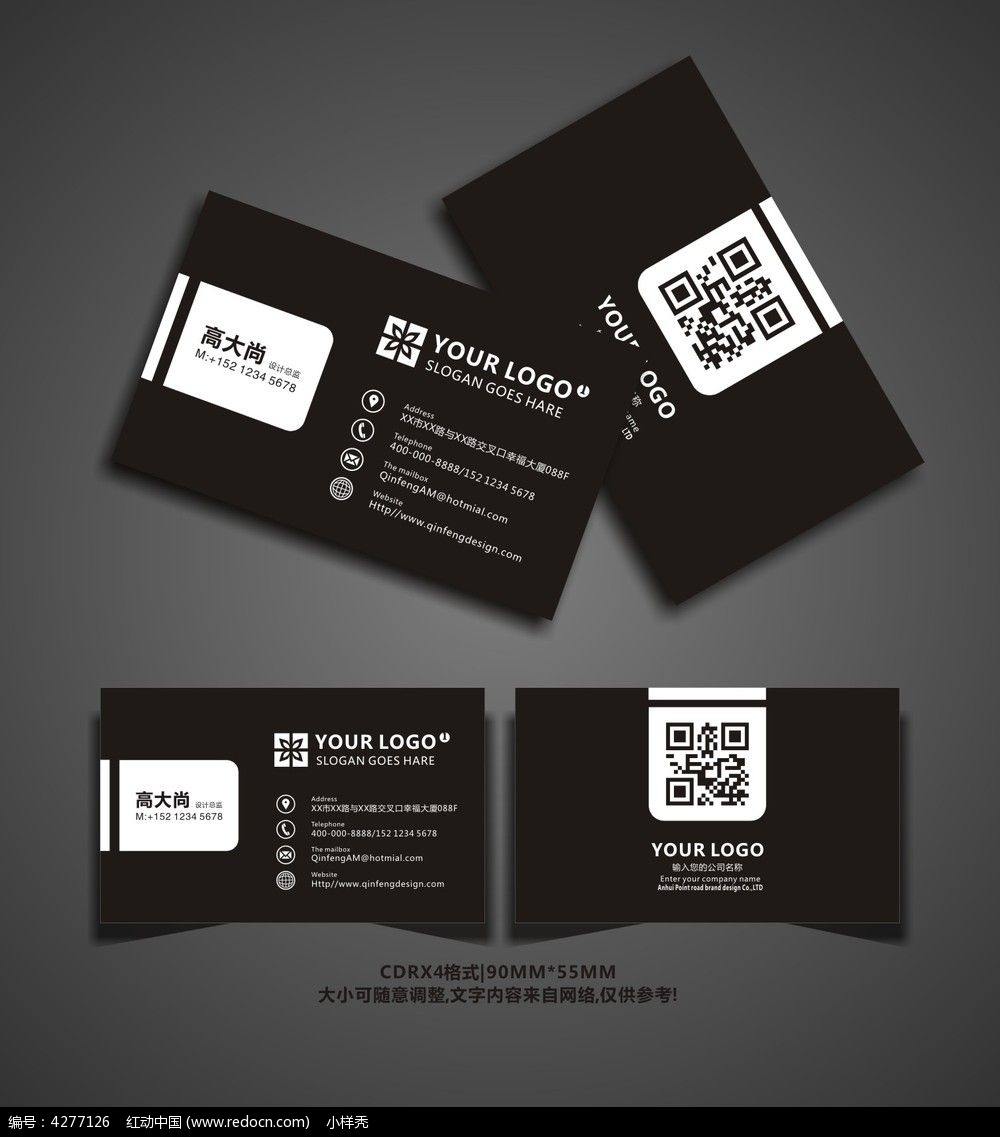 高大尚 设计总监
M:+152 1234 5678
YOUR LOGO
SLOGAN GOES HARE
Address
XX市XX路与XX路交叉口幸福大厦088F
Telephone
400-000-8888/152 1234 5678
The mailbox
QinfengAM@hotmial.com
Website
Http//www.qinfengdesign.com
YOUR LOGO
称
ame
LTD
高大尚 设计总监
M:+152 1234 5678
YOUR LOGO
SLOGAN GOES HARE
Address
XX市XX路与XX路交叉口幸福大厦088F
Telephone
400-000-8888/152 1234 5678
The mailbox
QinfengAM@hotmial.com
Website
Http//www.qinfengdesign.com
YOUR LOGO
输入您的公司名称
Enter your company name
Anhui Point road brand design Co.,LTD
CDRX4格式|90MM*55MM
大小可随意调整,文字内容来自网络,仅供参考!
编号：4277126 红动中国 (www.redocn.com) 小样秃